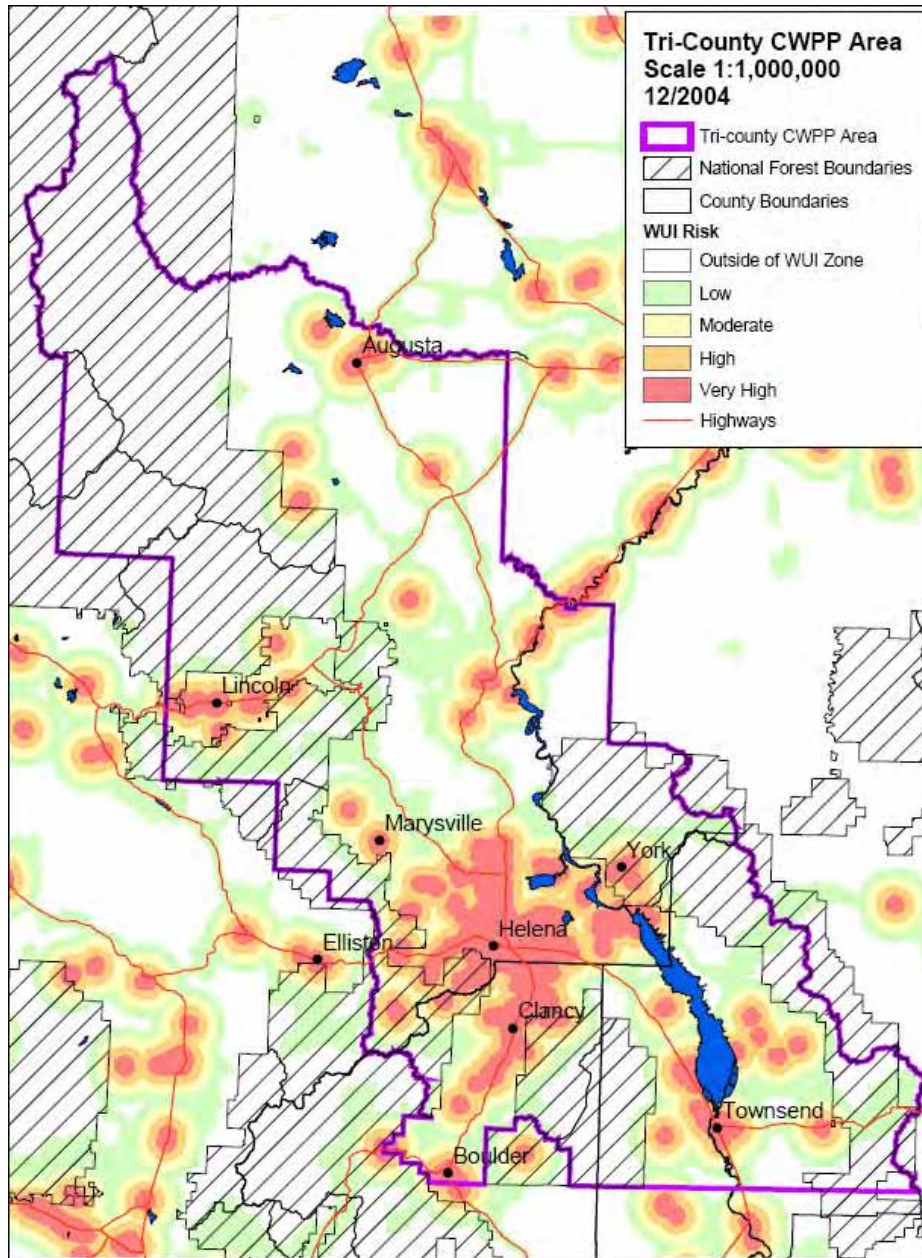 Tri-County CWPP Area
Scale 1:1,000,000
12/2004
Tri-county CWPP Area
National Forest Boundaries
County Boundaries
WUI Risk
Outside of WUI Zone
Low
Moderate
High
Very High
Highways
Augusta
Lincoln
Marysville
York
Helena
Elliston
Clancy
Townsend
Boulder